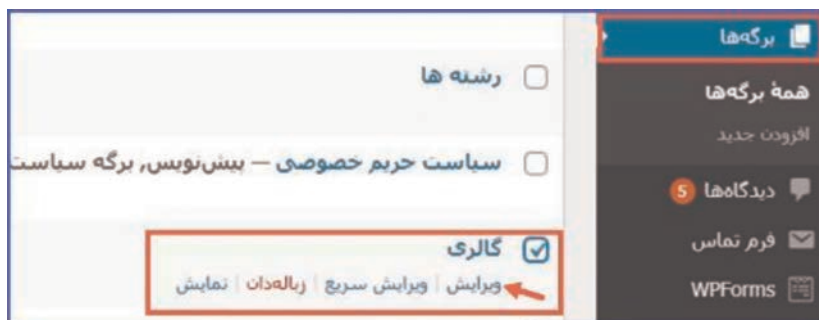 برگه‌ها
همهٔ برگه‌ها
افزودن جدید
دیدگاه‌ها 5
فرم تماس
WPForms
رشته ها
سیاست حریم خصوصی — پیش‌نویس, برگه سیاست
گالری
ویرایش | ویرایش سریع | زباله‌دان | نمایش